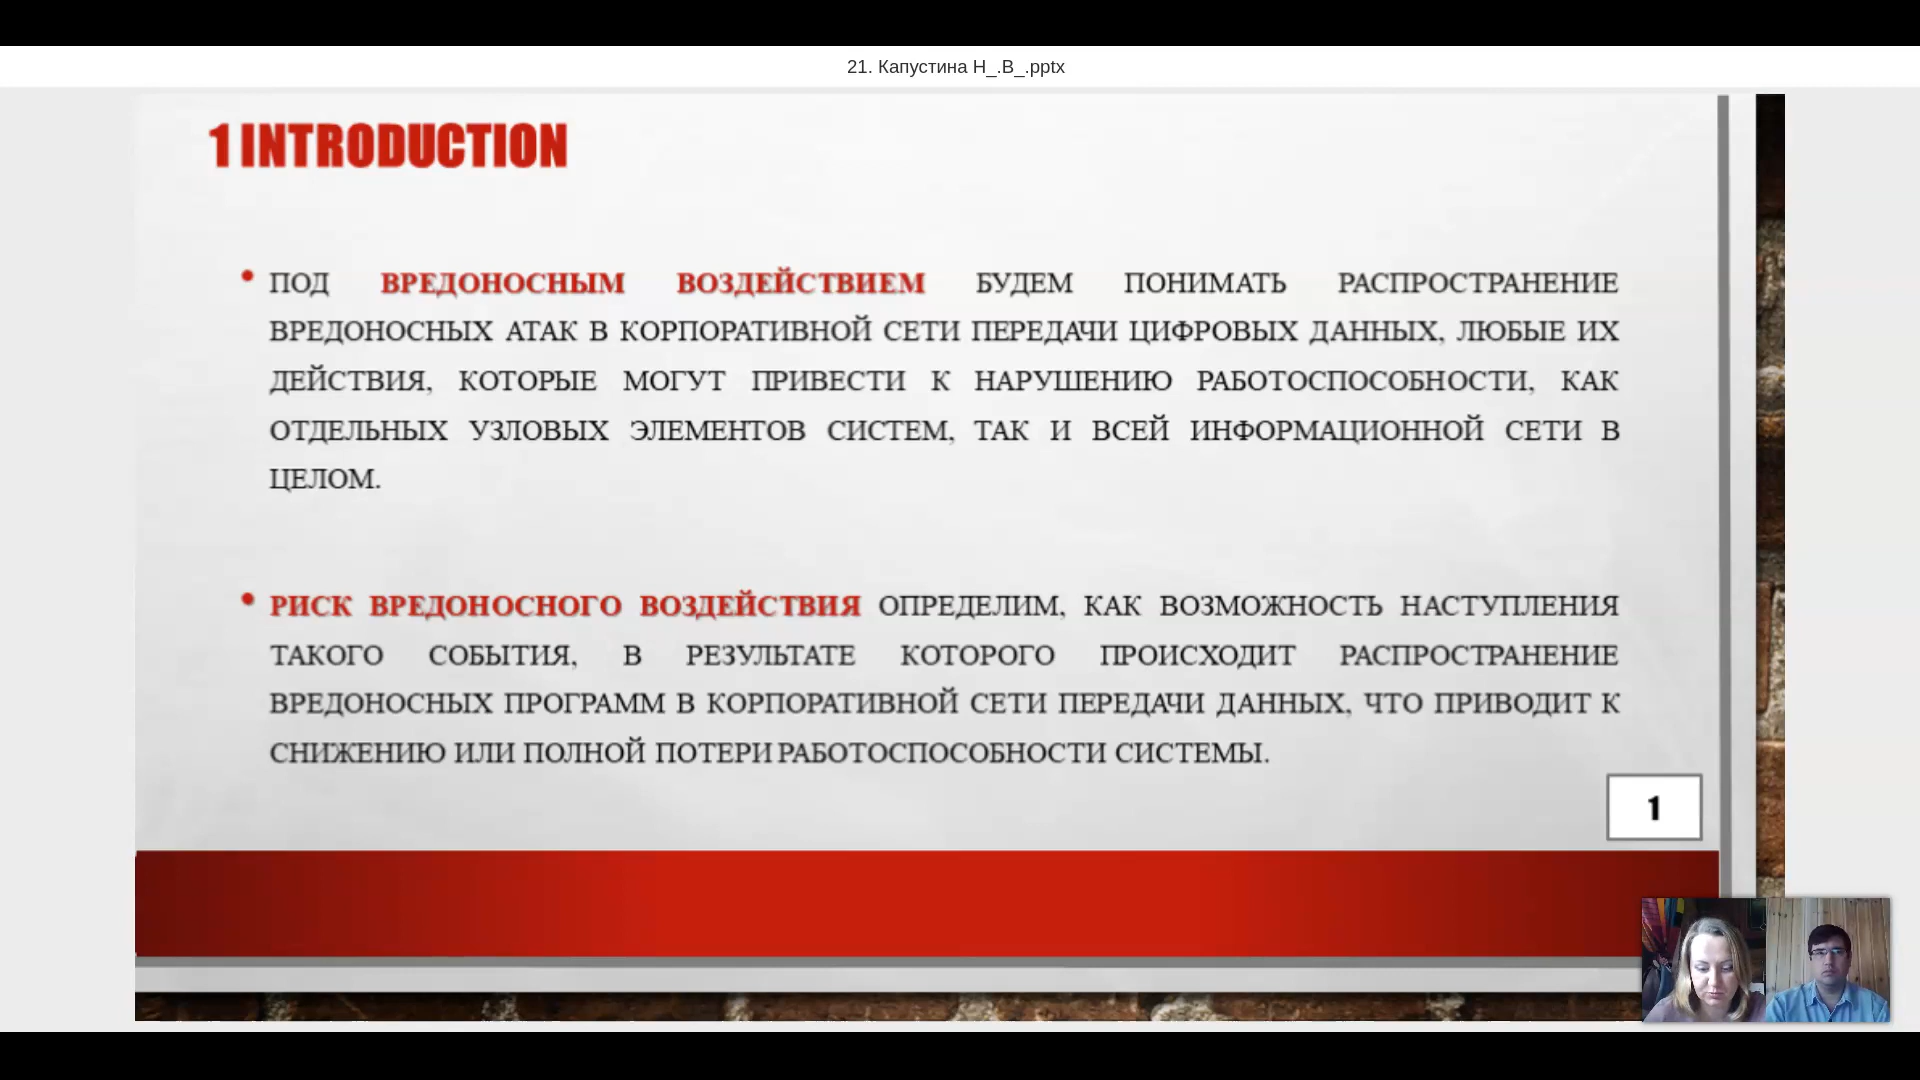 21. Капустина Н_.В_.pptx
1 INTRODUCTION
• ПОД ВРЕДОНОСНЫМ ВОЗДЕЙСТВИЕМ БУДЕМ ПОНИМАТЬ РАСПРОСТРАНЕНИЕ
ВРЕДОНОСНЫХ АТАК В КОРПОРАТИВНОЙ СЕТИ ПЕРЕДАЧИ ЦИФРОВЫХ ДАННЫХ, ЛЮБЫЕ ИХ
ДЕЙСТВИЯ, КОТОРЫЕ МОГУТ ПРИВЕСТИ К НАРУШЕНИЮ РАБОТОСПОСОБНОСТИ, КАК
ОТДЕЛЬНЫХ УЗЛОВЫХ ЭЛЕМЕНТОВ СИСТЕМ, ТАК И ВСЕЙ ИНФОРМАЦИОННОЙ СЕТИ В
ЦЕЛОМ.
• РИСК ВРЕДОНОСНОГО ВОЗДЕЙСТВИЯ ОПРЕДЕЛИМ, КАК ВОЗМОЖНОСТЬ НАСТУПЛЕНИЯ
ТАКОГО СОБЫТИЯ, В РЕЗУЛЬТАТЕ КОТОРОГО ПРОИСХОДИТ РАСПРОСТРАНЕНИЕ
ВРЕДОНОСНЫХ ПРОГРАММ В КОРПОРАТИВНОЙ СЕТИ ПЕРЕДАЧИ ДАННЫХ, ЧТО ПРИВОДИТ К
СНИЖЕНИЮ ИЛИ ПОЛНОЙ ПОТЕРИ РАБОТОСПОСОБНОСТИ СИСТЕМЫ.
1